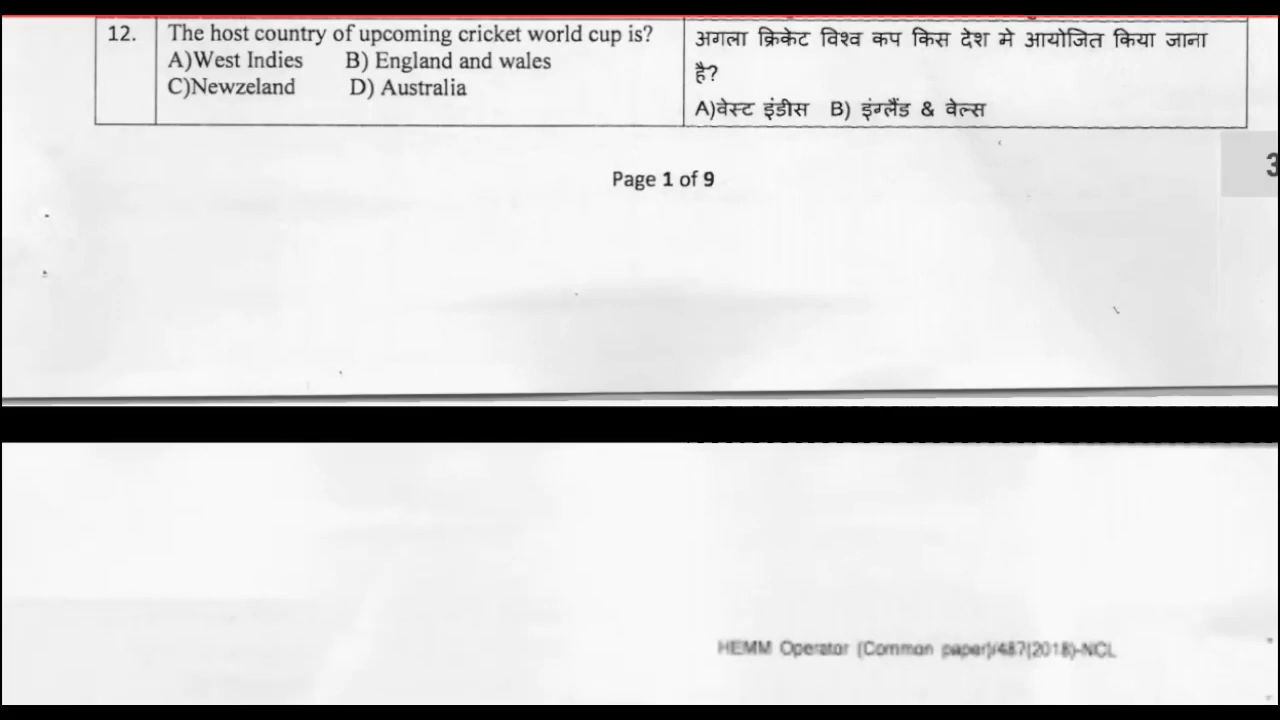 12.
The host country of upcoming cricket world cup is?
A)West Indies B) England and wales
C)Newzeland D) Australia
अगला क्रिकेट विश्व कप किस देश मे आयोजित किया जाना
है?
A)वेस्ट इंडीस B) इंग्लैंड & वेल्स
Page 1 of 9
3
HEMM Operator (Common paper)/487(2018)-NCL